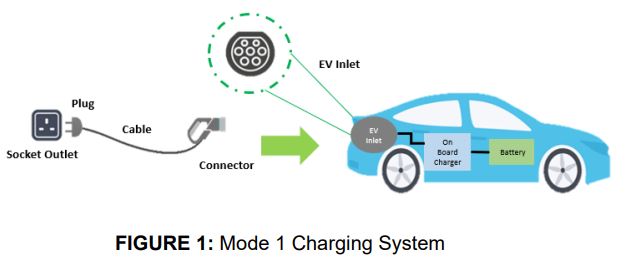 EV Inlet
Plug
Cable
Socket Outlet
Connector
EV
Inlet
On
Board
Charger
Battery
FIGURE 1: Mode 1 Charging System